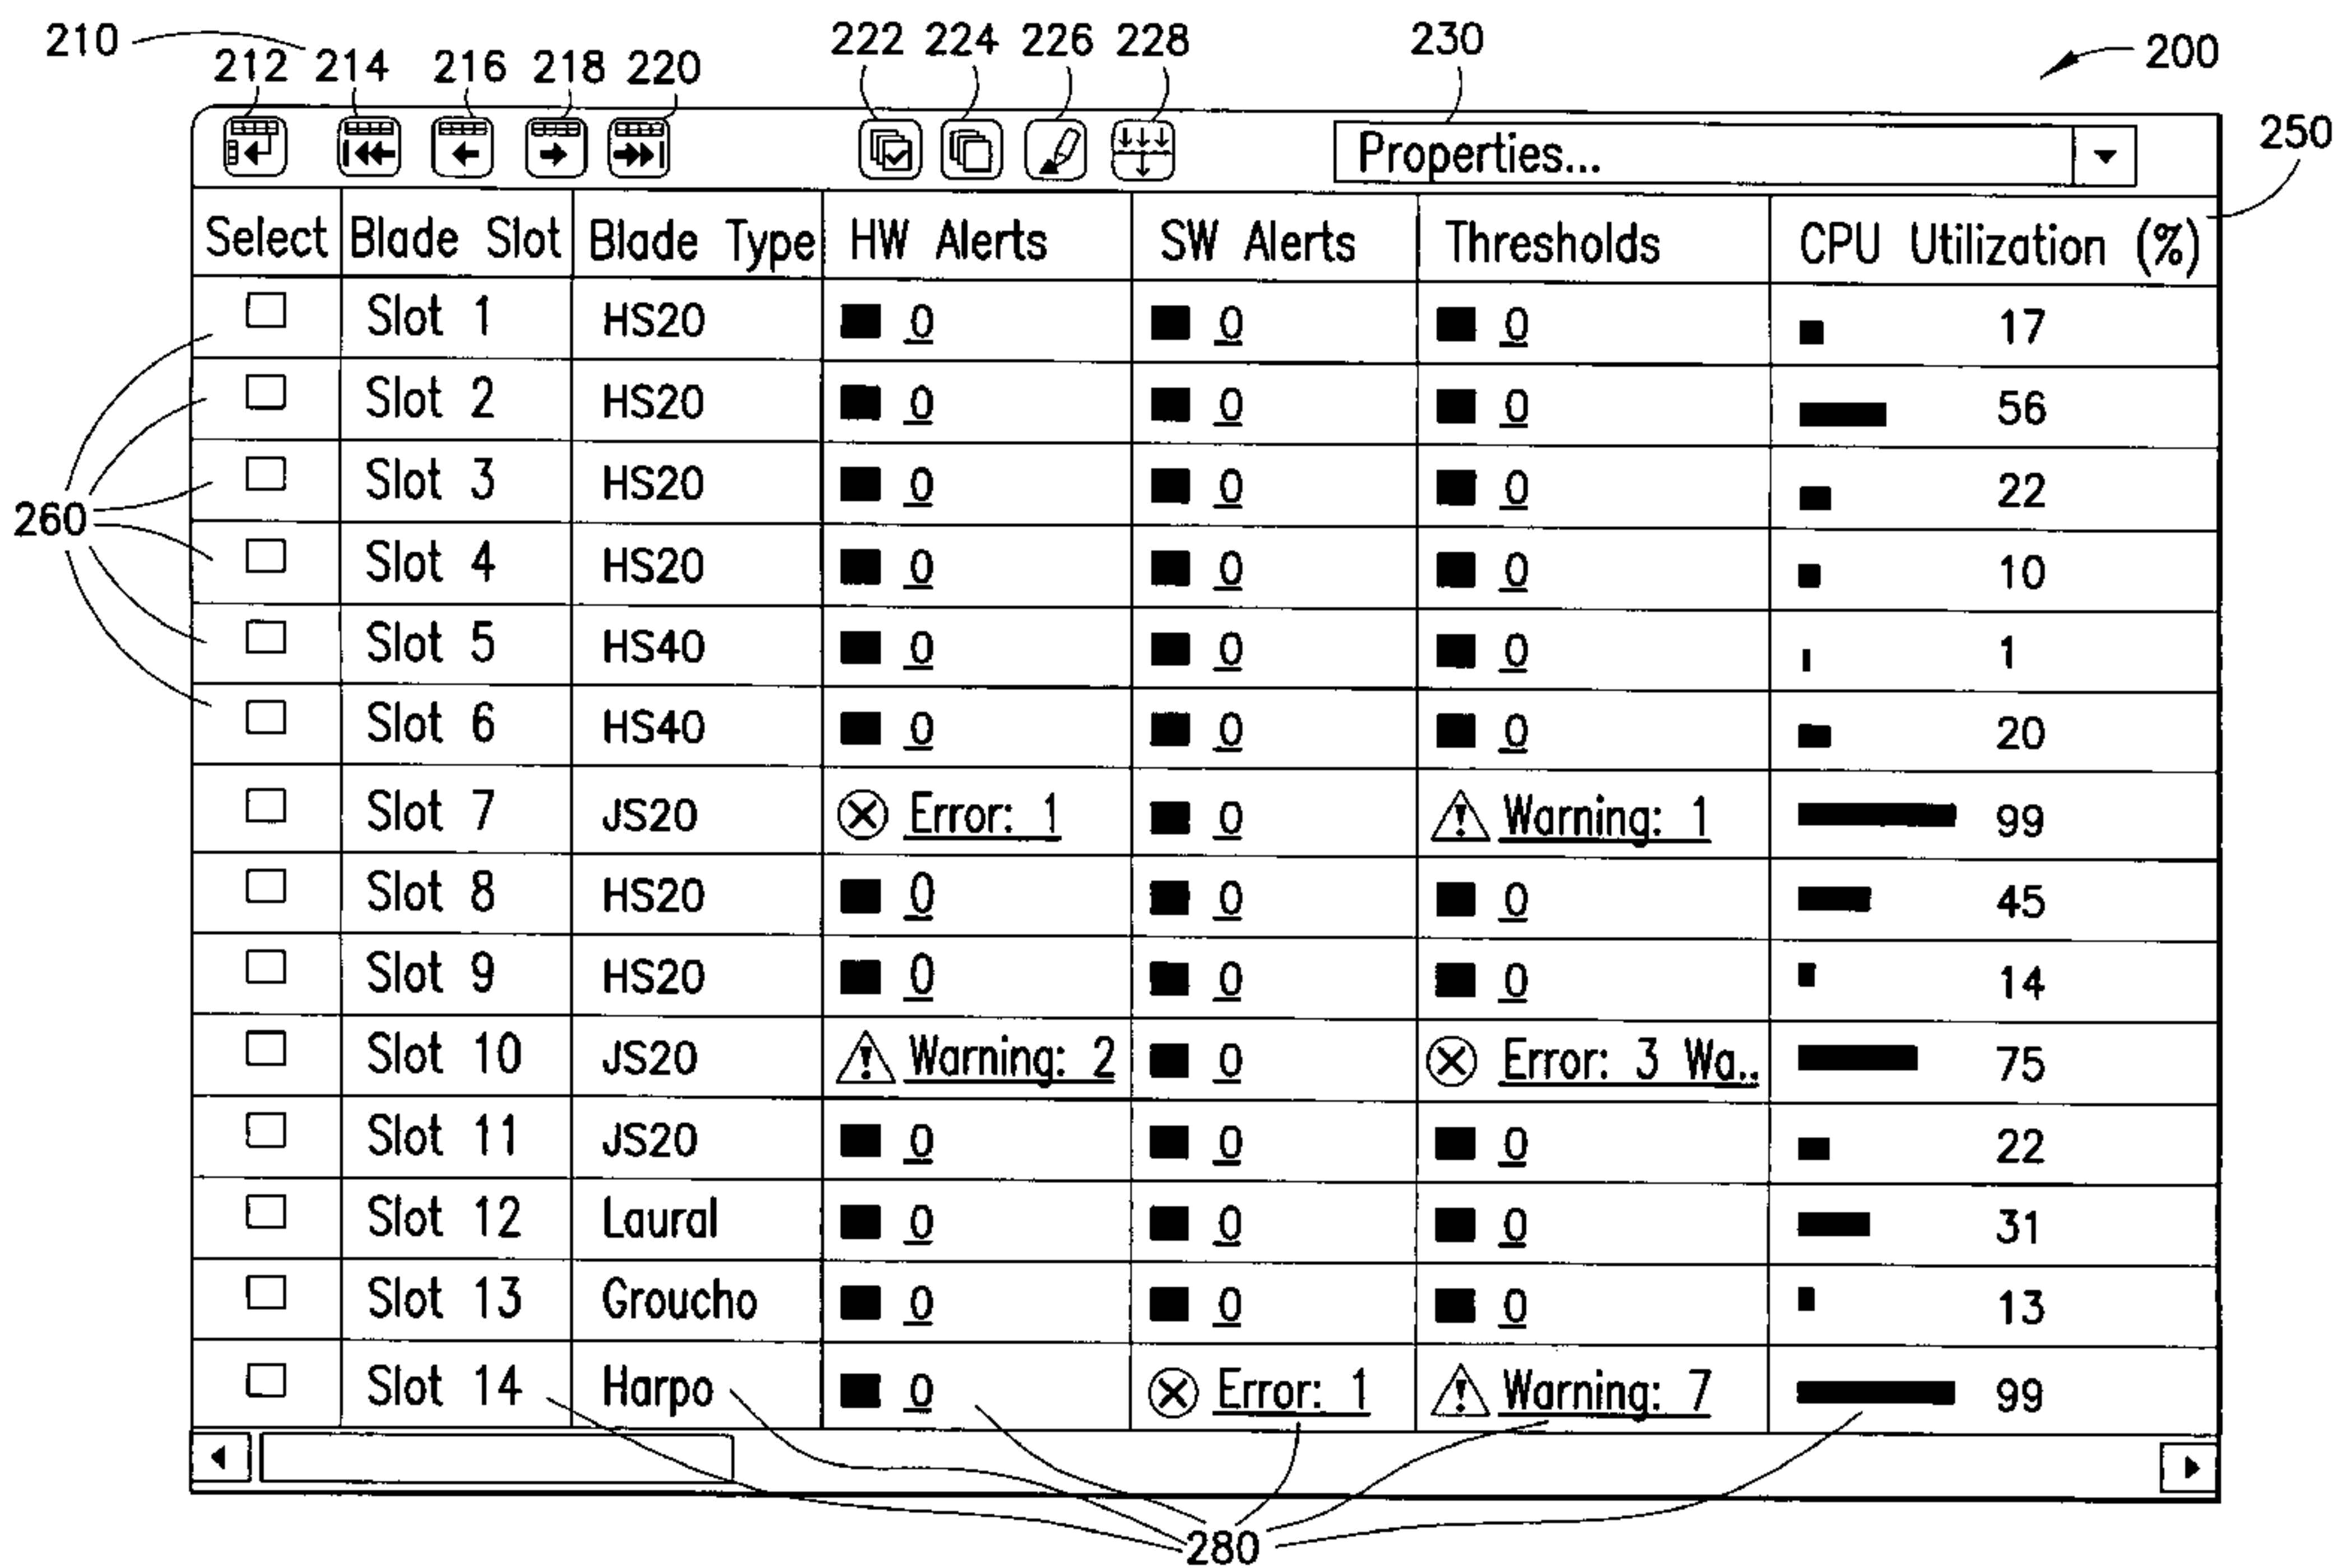 210 222 224 226 228 230 200
212 214 216 218 220
250
Properties...
Select Blade Slot Blade Type HW Alerts SW Alerts Thresholds CPU Utilization (%)
Slot 1 HS20 0 0 0 17
Slot 2 HS20 0 0 0 56
Slot 3 HS20 0 0 0 22
260
Slot 4 HS20 0 0 0 10
Slot 5 HS40 0 0 0 1
Slot 6 HS40 0 0 0 20
Slot 7 JS20 Error: 1 0 Warning: 1 99
Slot 8 HS20 0 0 0 45
Slot 9 HS20 0 0 0 14
Slot 10 JS20 Warning: 2 0 Error: 3 Wa.. 75
Slot 11 JS20 0 0 0 22
Slot 12 Laural 0 0 0 31
Slot 13 Groucho 0 0 0 13
Slot 14 Harpo 0 Error: 1 Warning: 7 99
280